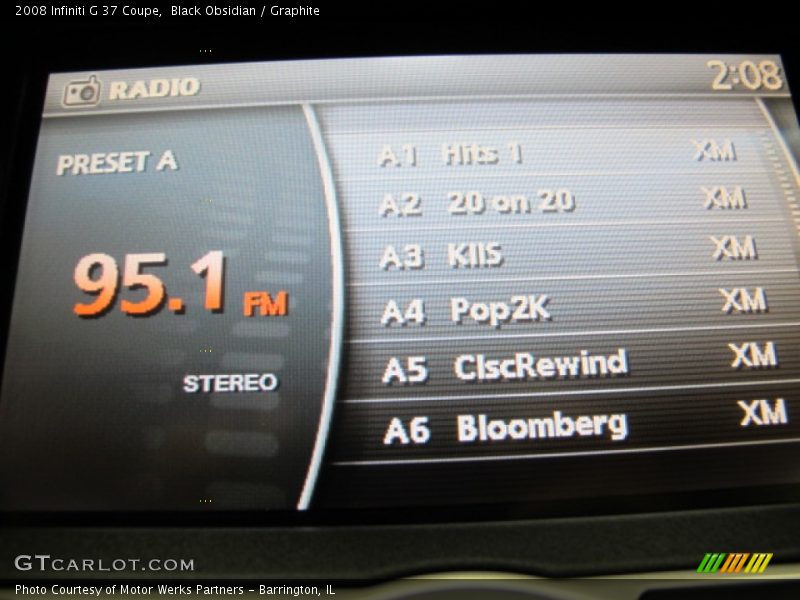 2008 Infiniti G 37 Coupe,  Black Obsidian / Graphite
RADIO
2:08
PRESET A
95.1 FM
STEREO
A1 Hits 1 XM
A2 20 on 20 XM
A3 KIIS XM
A4 Pop2K XM
A5 ClscRewind XM
A6 Bloomberg XM
GTCARLOT.COM
Photo Courtesy of Motor Werks Partners - Barrington, IL